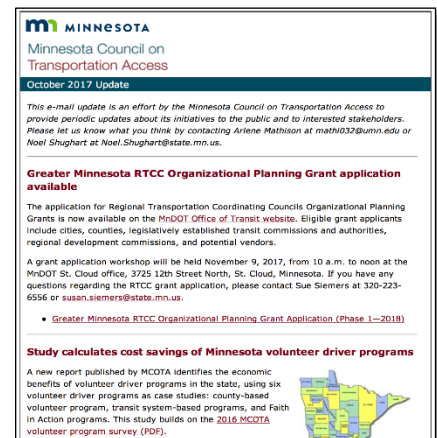 MINNESOTA
Minnesota Council on
Transportation Access
October 2017 Update
This e-mail update is an effort by the Minnesota Council on Transportation Access to
provide periodic updates about its initiatives to the public and to interested stakeholders.
Please let us know what you think by contacting Arlene Mathison at mathi032@umn.edu or
Noel Shughart at Noel.Shughart@state.mn.us.
Greater Minnesota RTCC Organizational Planning Grant application
available
The application for Regional Transportation Coordinating Councils Organizational Planning
Grants is now available on the MnDOT Office of Transit website. Eligible grant applicants
include cities, counties, legislatively established transit commissions and authorities,
regional development commissions, and potential vendors.
A grant application workshop will be held November 9, 2017, from 10 a.m. to noon at the
MnDOT St. Cloud office, 3725 12th Street North, St. Cloud, Minnesota. If you have any
questions regarding the RTCC grant application, please contact Sue Siemers at 320-223-
6556 or susan.siemers@state.mn.us.
• Greater Minnesota RTCC Organizational Planning Grant Application (Phase 1—2018)
Study calculates cost savings of Minnesota volunteer driver programs
A new report published by MCOTA identifies the economic
benefits of volunteer driver programs in the state, using six
volunteer driver programs as case studies: county-based
volunteer program, transit system-based programs, and Faith
in Action programs. This study builds on the 2016 MCOTA
volunteer program survey (PDF).